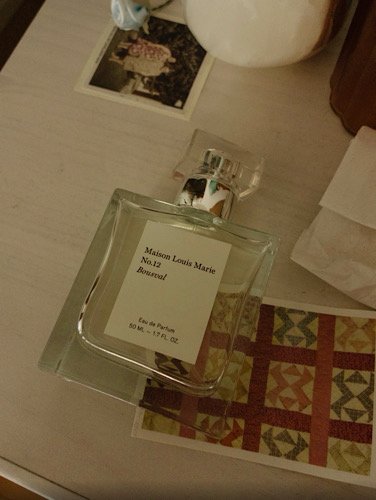 Maison Louis Marie
No.12
Bousval
Eau de Parfum
50 ML – 1.7 FL. OZ.